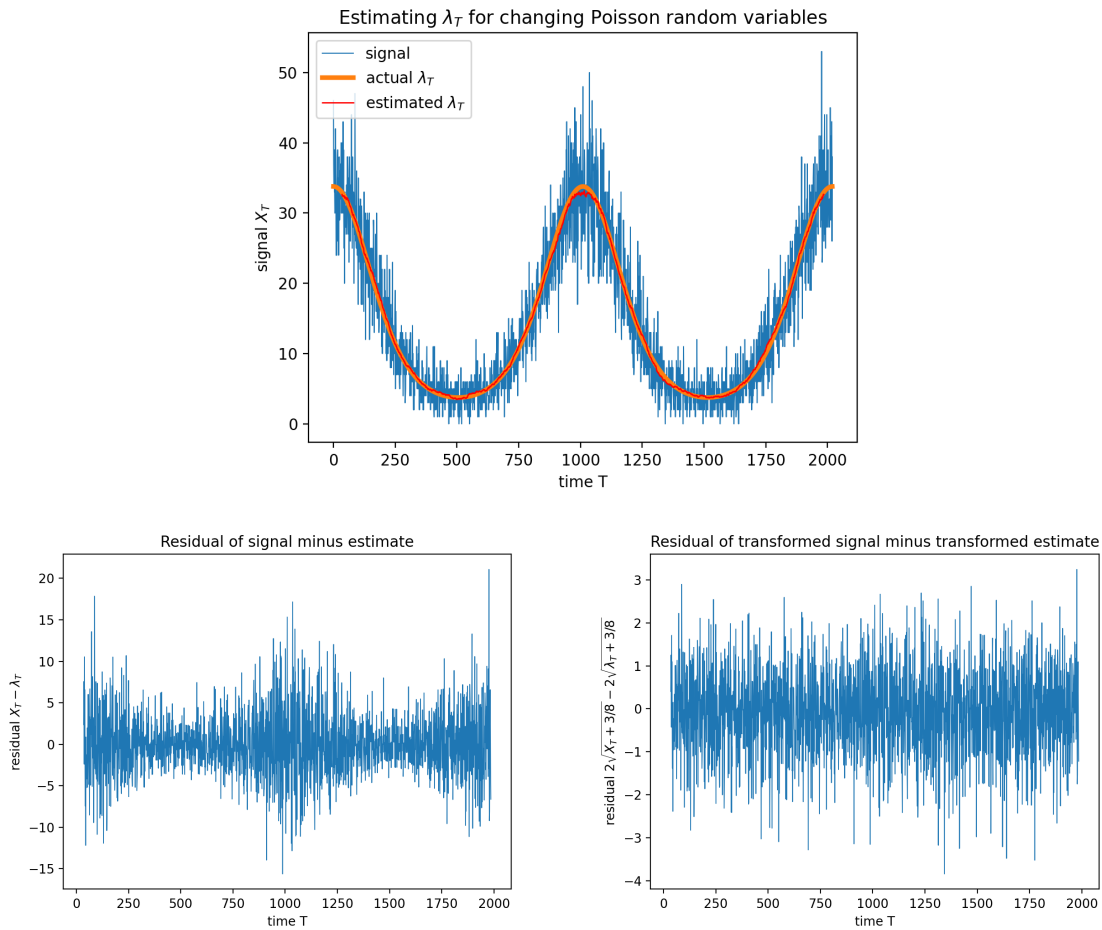 Estimating λ_T for changing Poisson random variables
signal
actual λ_T
estimated λ_T
signal X_T
50
40
30
20
10
0
0 250 500 750 1000 1250 1500 1750 2000
time T
Residual of signal minus estimate
residual X_T − λ_T
20
15
10
5
0
−5
−10
−15
0 250 500 750 1000 1250 1500 1750 2000
time T
Residual of transformed signal minus transformed estimate
residual 2√(X_T + 3/8) − 2√(λ_T + 3/8)
3
2
1
0
−1
−2
−3
−4
0 250 500 750 1000 1250 1500 1750 2000
time T